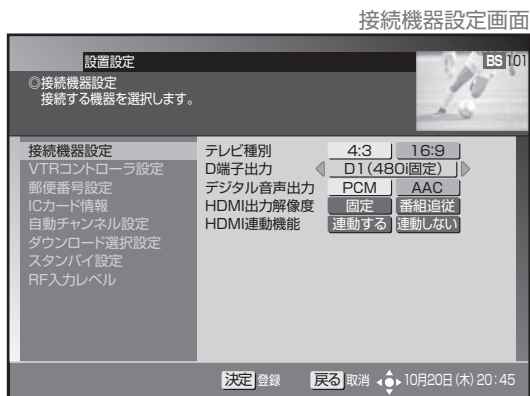 接続機器設定画面
設置設定
BS 101
◎接続機器設定
接続する機器を選択します。
接続機器設定
VTRコントローラ設定
郵便番号設定
ICカード情報
自動チャンネル設定
ダウンロード選択設定
スタンバイ設定
RF入力レベル
テレビ種別 4:3 16:9
D端子出力 D1(480i固定)
デジタル音声出力 PCM AAC
HDMI出力解像度 固定 番組追従
HDMI連動機能 連動する 連動しない
決定 登録 戻る 取消 10月20日(木) 20:45